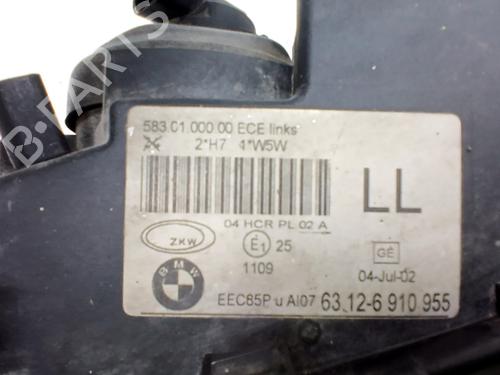 B-PARTS
583.01.000.00 ECE links
2*H7 1*W5W
LL
04 HCR PL 02 A
ZKW
E1 25
GE
1109
04-Jul-02
BMW
EEC85P u AI07 63.12-6 910 955